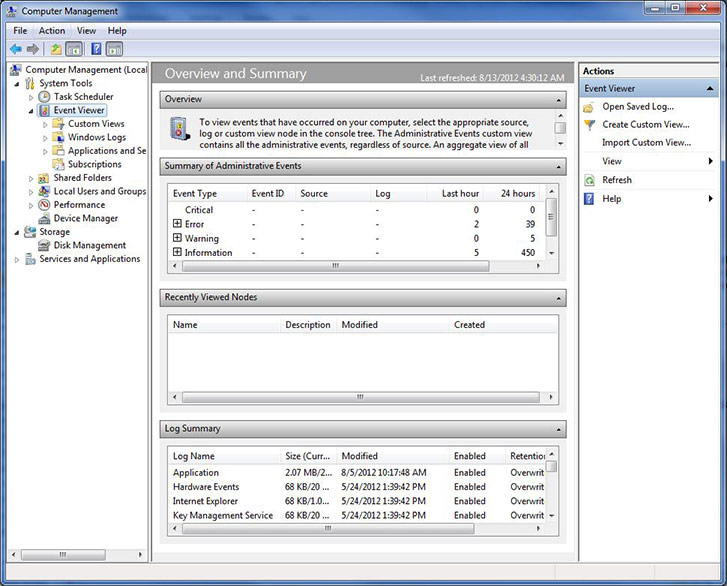 Computer Management
File Action View Help
Computer Management (Local
System Tools
Task Scheduler
Event Viewer
Custom Views
Windows Logs
Applications and Se
Subscriptions
Shared Folders
Local Users and Groups
Performance
Device Manager
Storage
Disk Management
Services and Applications
Overview and Summary Last refreshed: 8/13/2012 4:30:12 AM
Overview
To view events that have occurred on your computer, select the appropriate source,
log or custom view node in the console tree. The Administrative Events custom view
contains all the administrative events, regardless of source. An aggregate view of all
Summary of Administrative Events
Event Type Event ID Source Log Last hour 24 hours
Critical - - - 0 0
Error - - - 2 39
Warning - - - 0 5
Information - - - 5 450
Recently Viewed Nodes
Name Description Modified Created
Log Summary
Log Name Size (Curr... Modified Enabled Retention
Application 2.07 MB/2... 8/5/2012 10:17:48 AM Enabled Overwrit
Hardware Events 68 KB/20 ... 5/24/2012 1:39:42 PM Enabled Overwrit
Internet Explorer 68 KB/1.0... 5/24/2012 1:39:42 PM Enabled Overwrit
Key Management Service 68 KB/20 ... 5/24/2012 1:39:42 PM Enabled Overwrit
Actions
Event Viewer
Open Saved Log...
Create Custom View...
Import Custom View...
View
Refresh
Help